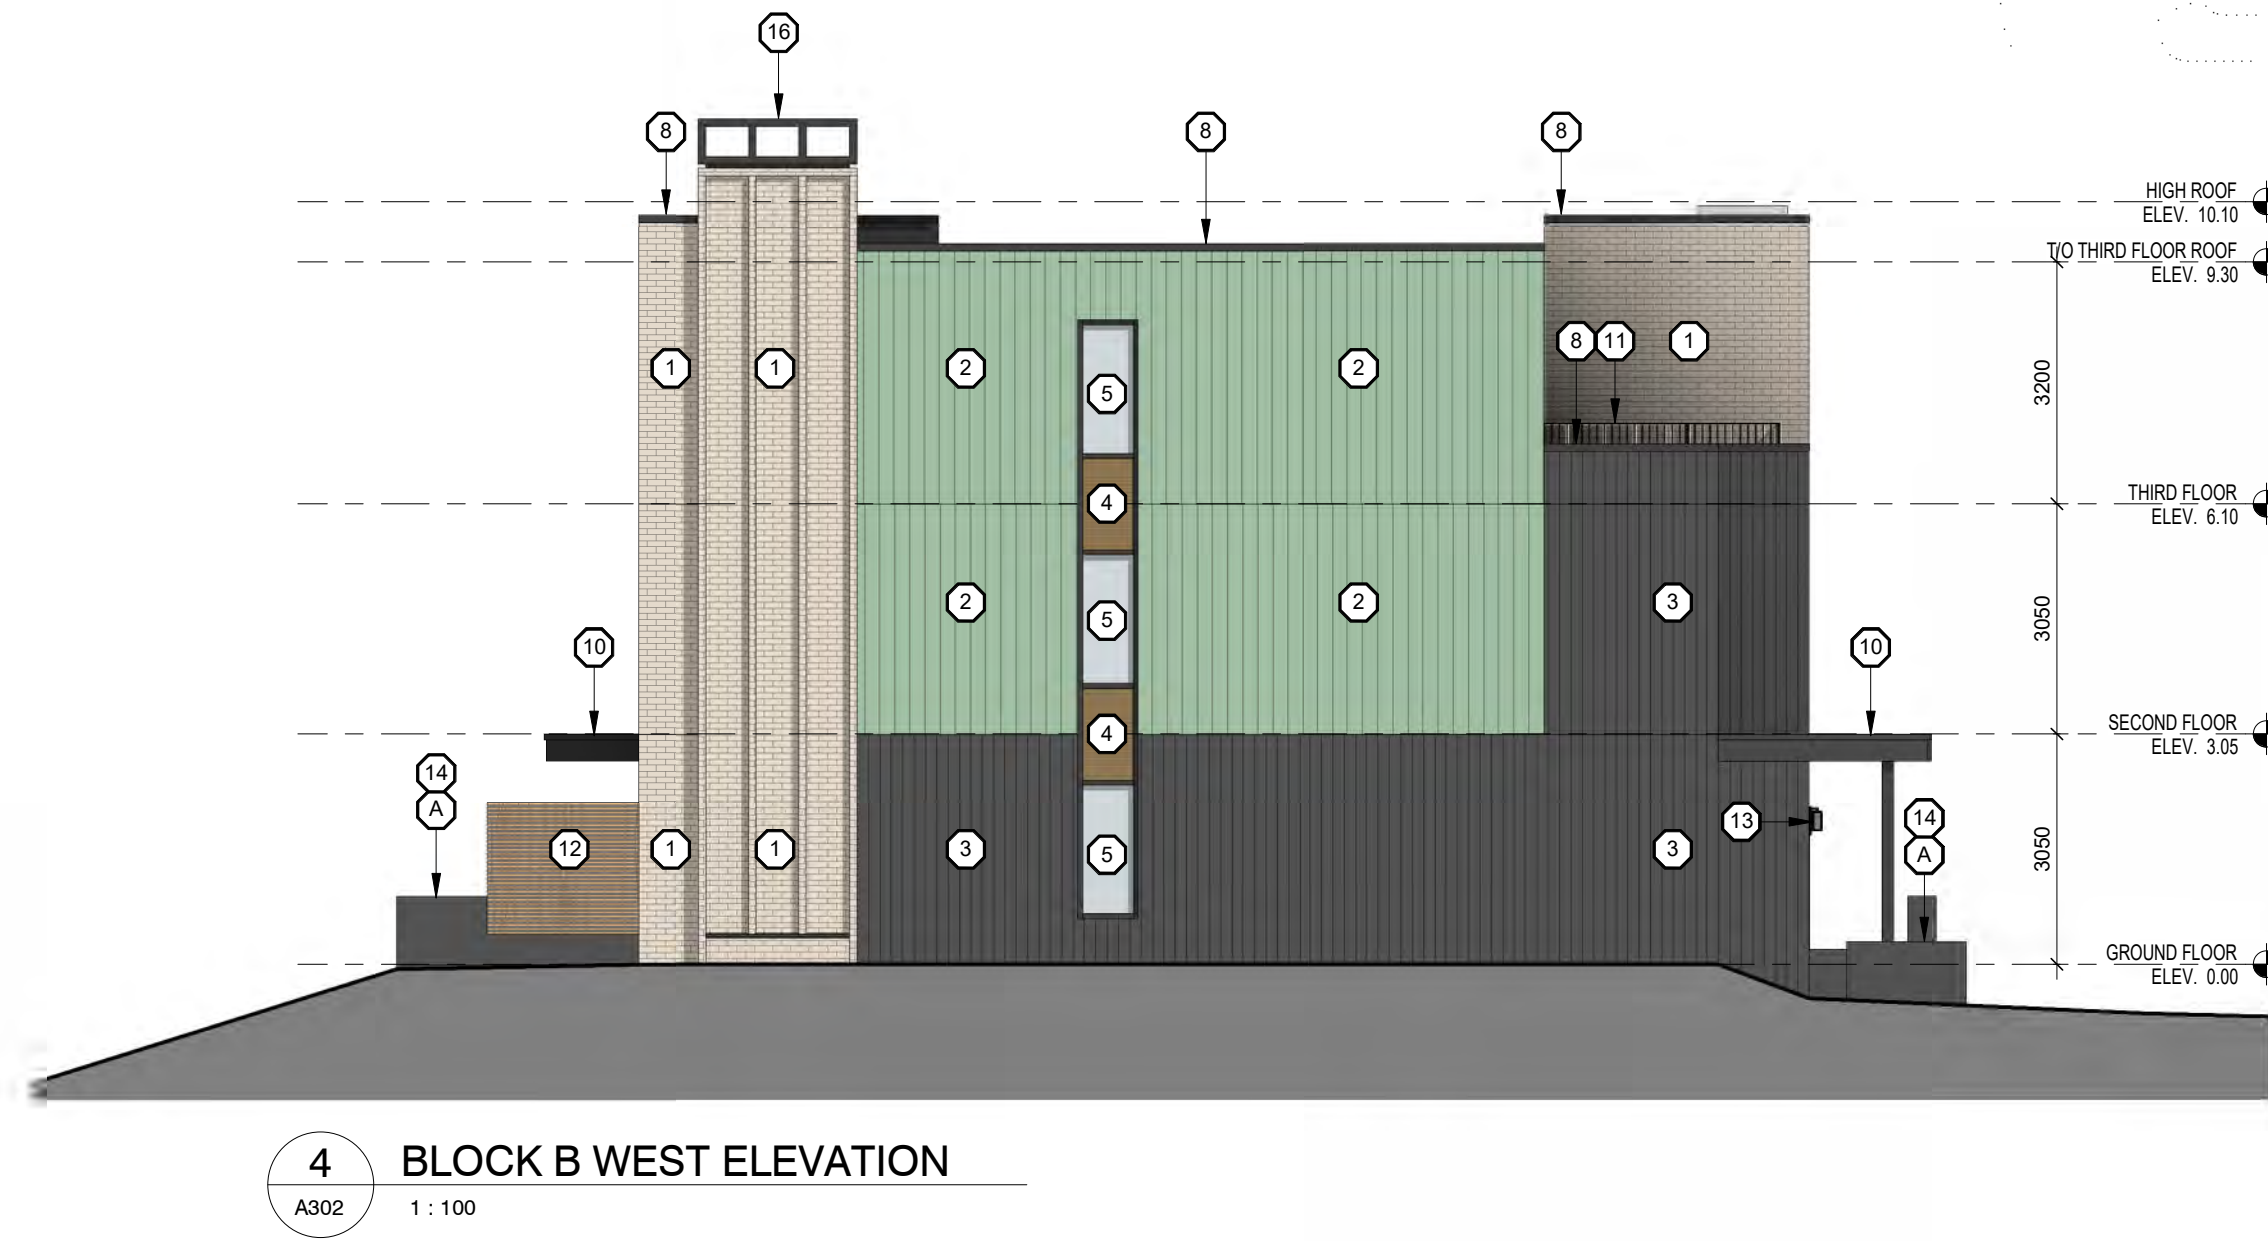 16
8
8
8
HIGH ROOF
ELEV. 10.10
T/O THIRD FLOOR ROOF
ELEV. 9.30
8
11
1
1
1
2
2
3200
5
4
THIRD FLOOR
ELEV. 6.10
2
5
2
3
3050
10
10
4
SECOND FLOOR
ELEV. 3.05
14
A
12
1
1
3
5
3
13
14
A
3050
GROUND FLOOR
ELEV. 0.00
4
BLOCK B WEST ELEVATION
A302
1 : 100